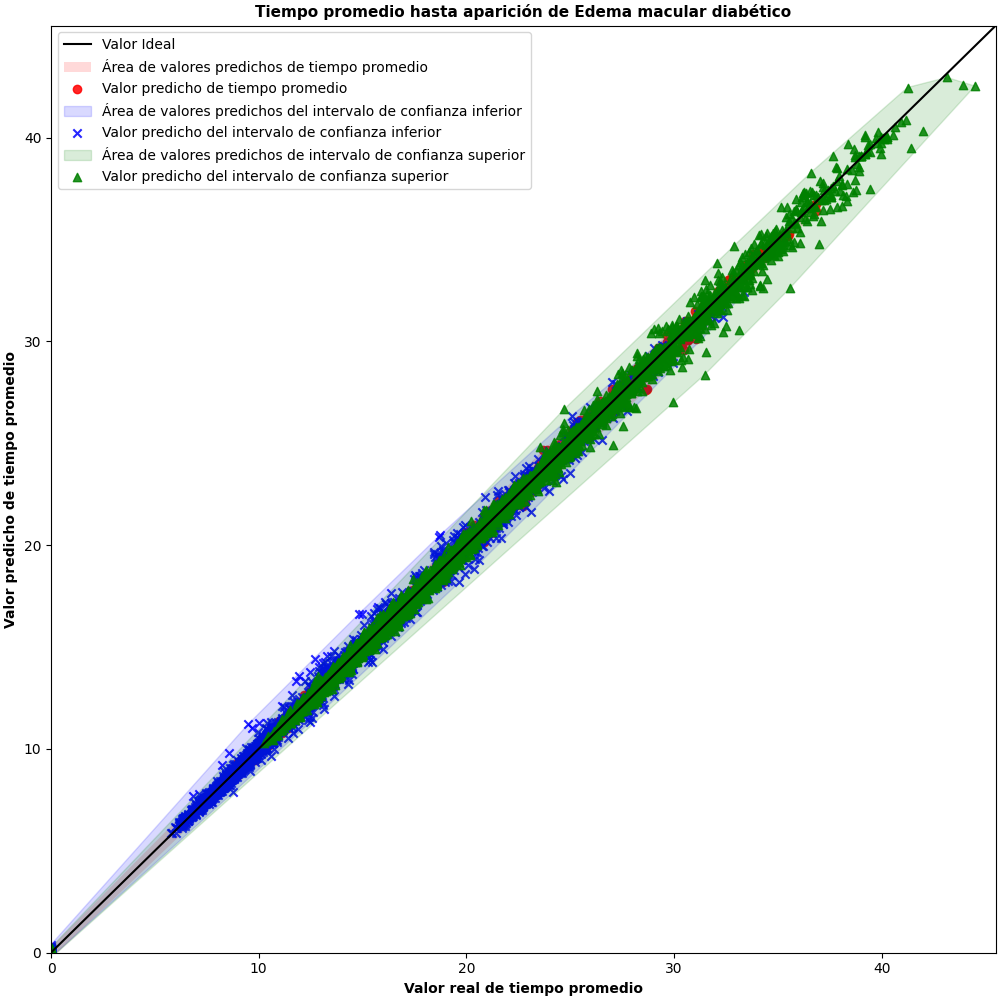 Tiempo promedio hasta aparición de Edema macular diabético
Valor Ideal
Área de valores predichos de tiempo promedio
Valor predicho de tiempo promedio
Área de valores predichos del intervalo de confianza inferior
Valor predicho del intervalo de confianza inferior
Área de valores predichos de intervalo de confianza superior
Valor predicho del intervalo de confianza superior
Valor predicho de tiempo promedio
40
30
20
10
0
0 10 20 30 40
Valor real de tiempo promedio